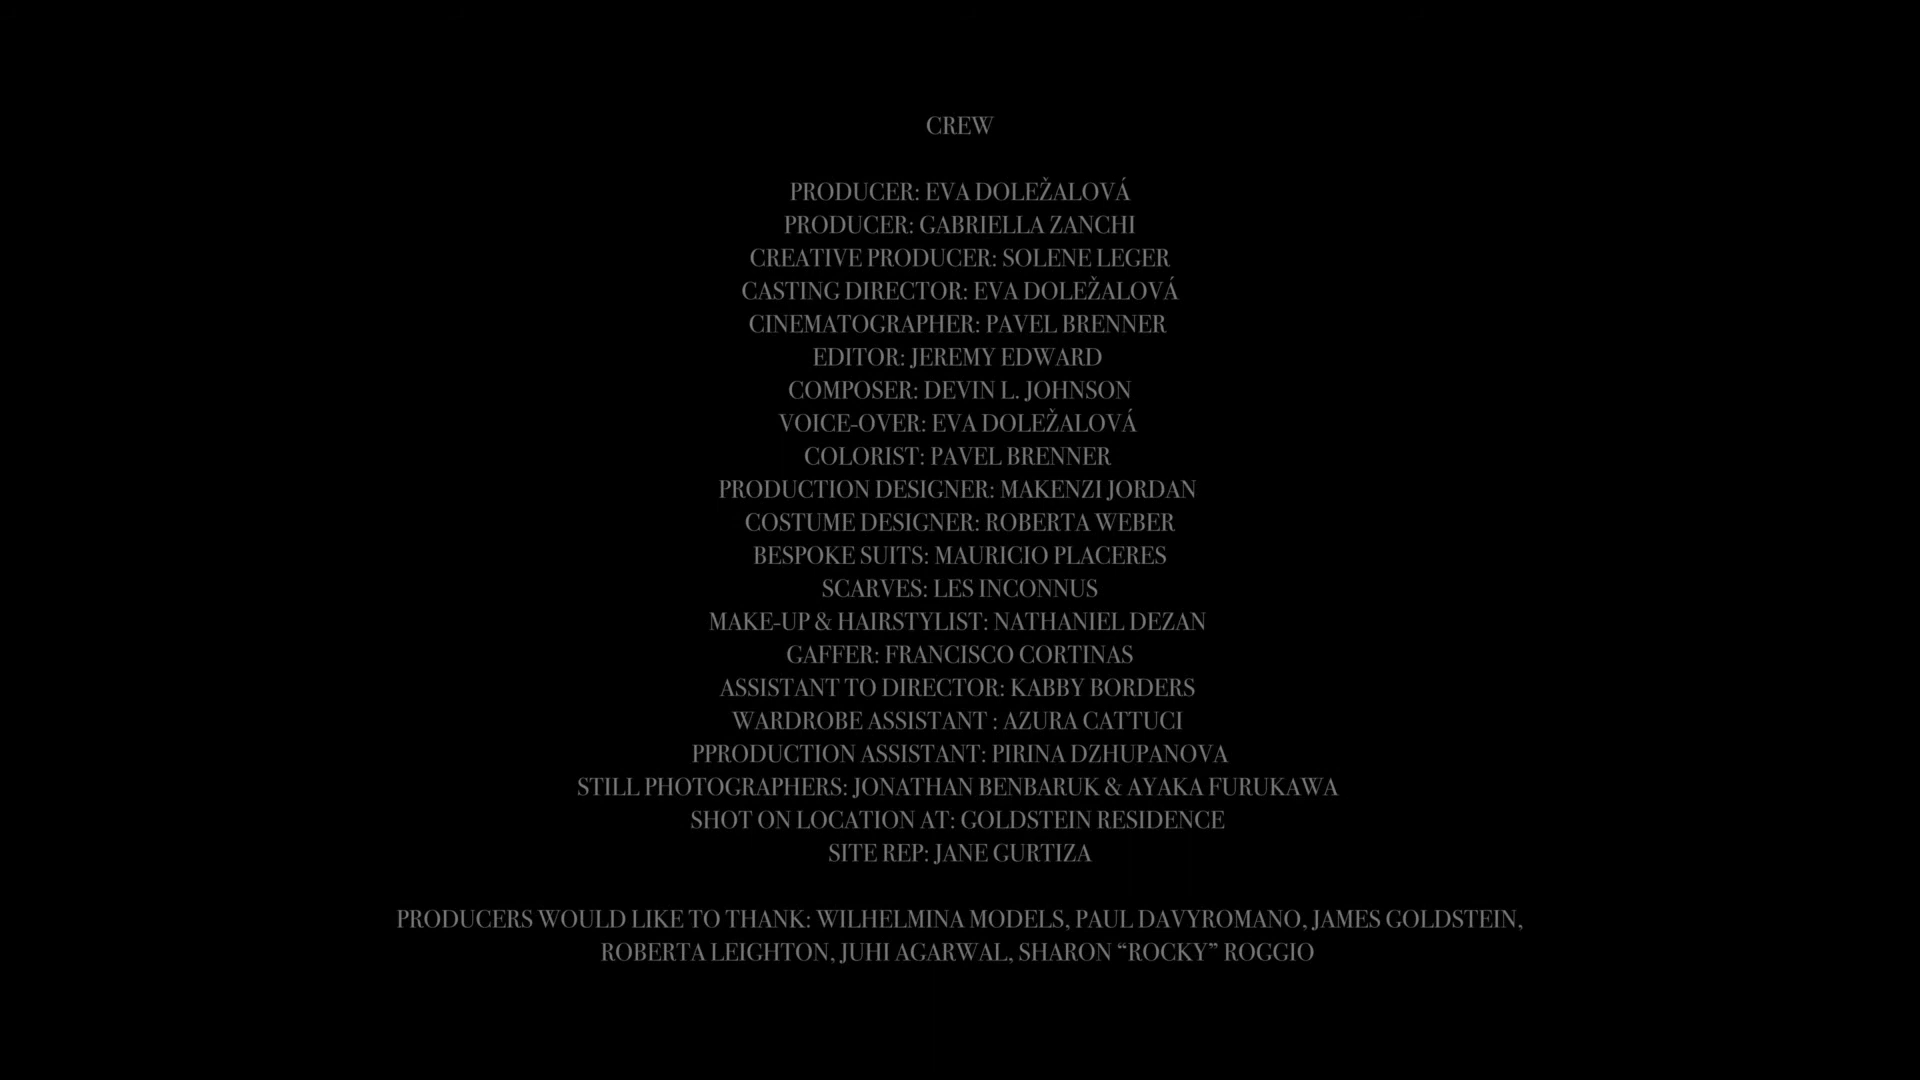 CREW
PRODUCER: EVA DOLEŽALOVÁ
PRODUCER: GABRIELLA ZANCHI
CREATIVE PRODUCER: SOLENE LEGER
CASTING DIRECTOR: EVA DOLEŽALOVÁ
CINEMATOGRAPHER: PAVEL BRENNER
EDITOR: JEREMY EDWARD
COMPOSER: DEVIN L. JOHNSON
VOICE-OVER: EVA DOLEŽALOVÁ
COLORIST: PAVEL BRENNER
PRODUCTION DESIGNER: MAKENZI JORDAN
COSTUME DESIGNER: ROBERTA WEBER
BESPOKE SUITS: MAURICIO PLACERES
SCARVES: LES INCONNUS
MAKE-UP & HAIRSTYLIST: NATHANIEL DEZAN
GAFFER: FRANCISCO CORTINAS
ASSISTANT TO DIRECTOR: KABBY BORDERS
WARDROBE ASSISTANT : AZURA CATTUCI
PPRODUCTION ASSISTANT: PIRINA DZHUPANOVA
STILL PHOTOGRAPHERS: JONATHAN BENBARUK & AYAKA FURUKAWA
SHOT ON LOCATION AT: GOLDSTEIN RESIDENCE
SITE REP: JANE GURTIZA
PRODUCERS WOULD LIKE TO THANK: WILHELMINA MODELS, PAUL DAVYROMANO, JAMES GOLDSTEIN,
ROBERTA LEIGHTON, JUHI AGARWAL, SHARON “ROCKY” ROGGIO